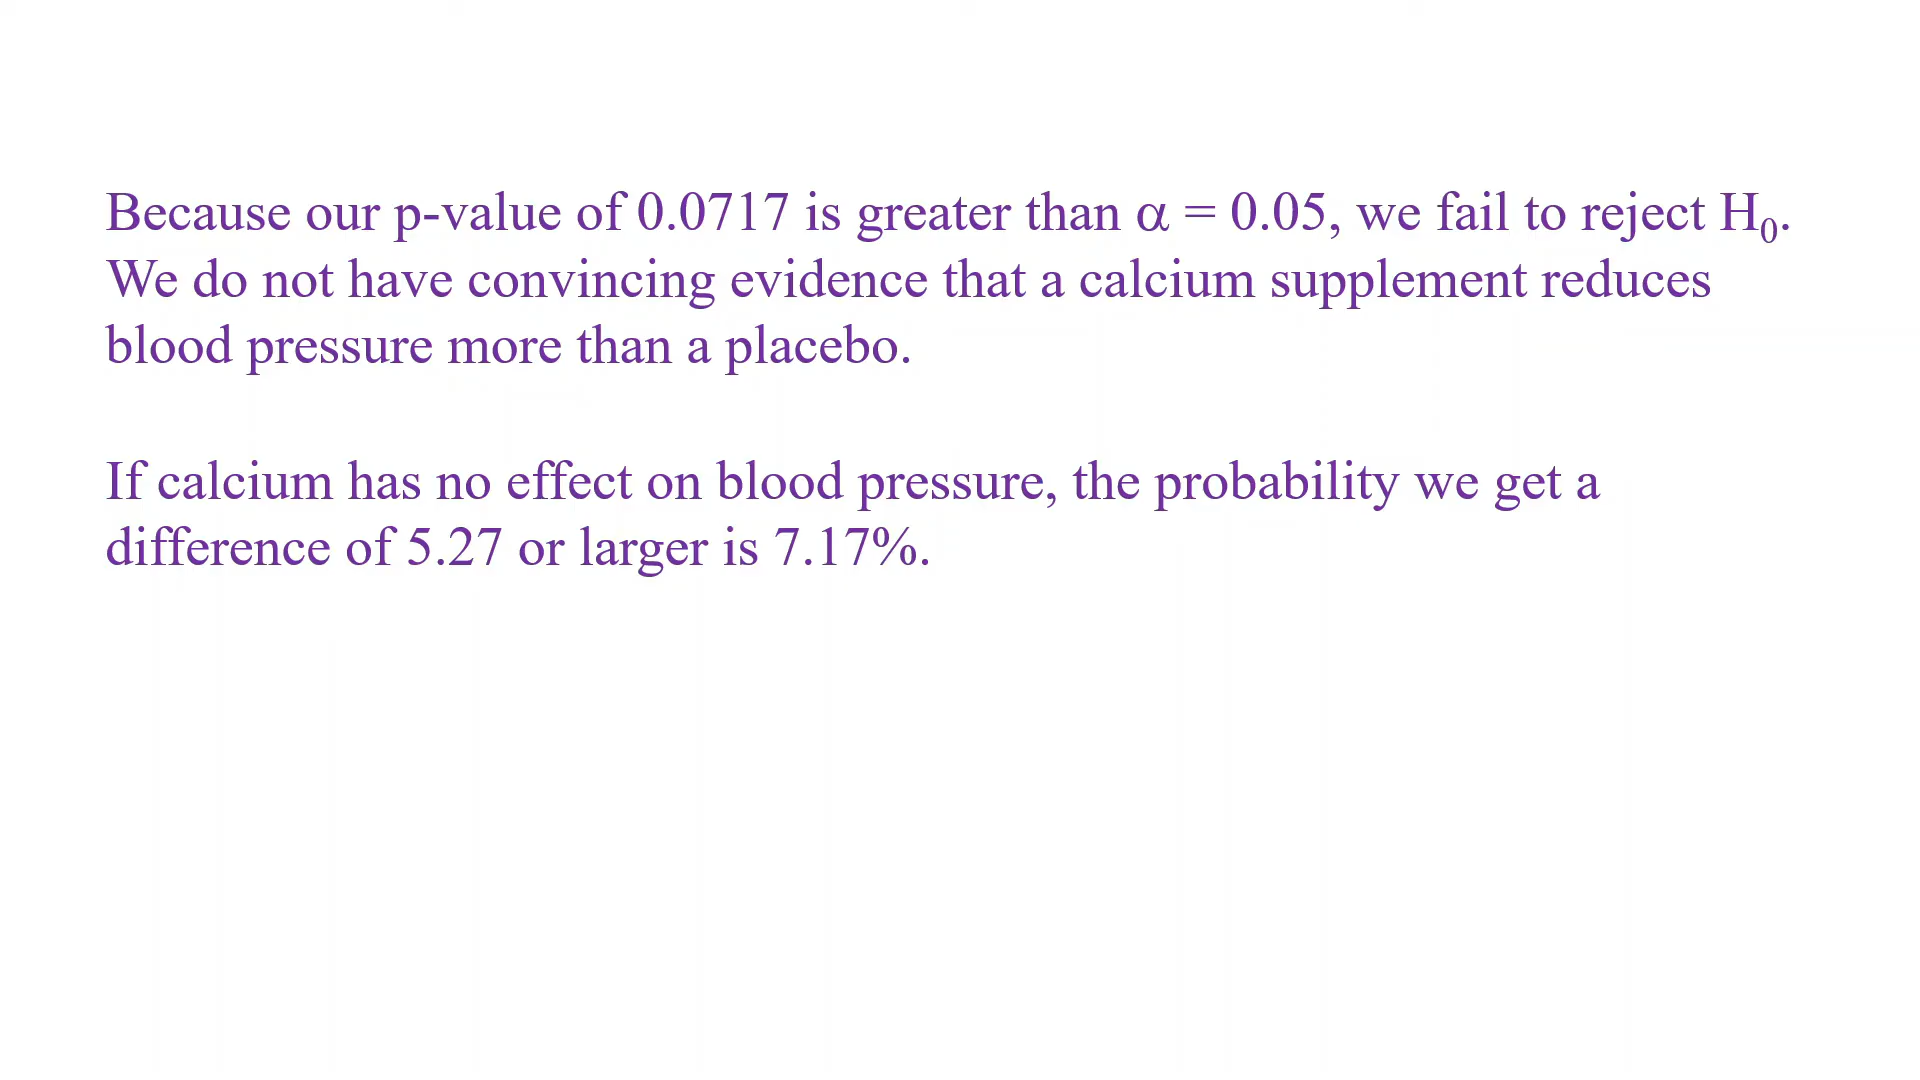 Because our p-value of 0.0717 is greater than α = 0.05, we fail to reject H₀.
We do not have convincing evidence that a calcium supplement reduces
blood pressure more than a placebo.
If calcium has no effect on blood pressure, the probability we get a
difference of 5.27 or larger is 7.17%.